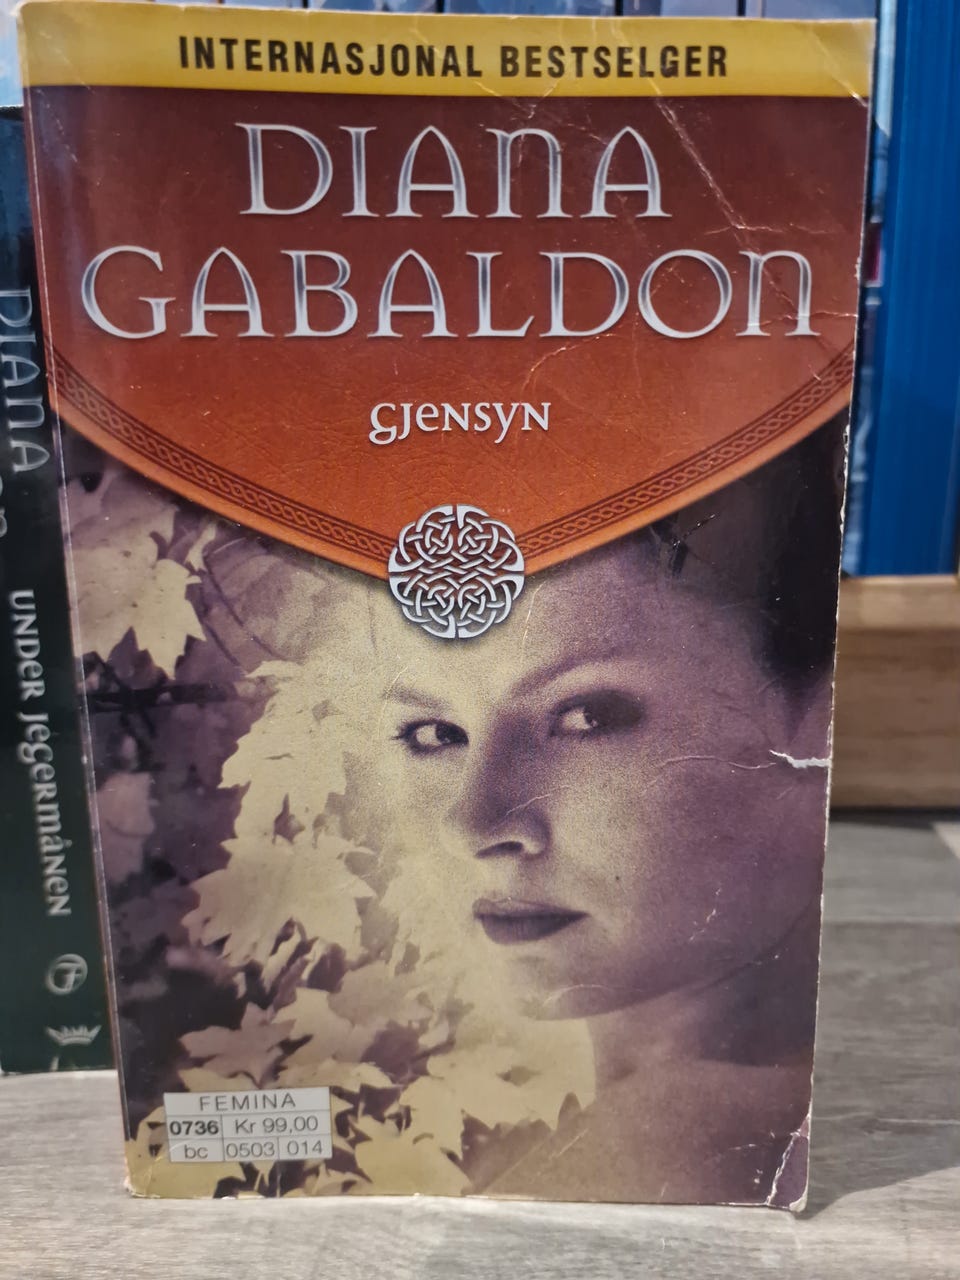 INTERNASJONAL BESTSELGER
DIANA
GABALDON
gjensyn
FEMINA
0736 Kr 99,00
bc 0503 014
DIANA
UNDER JEGERMÅNEN